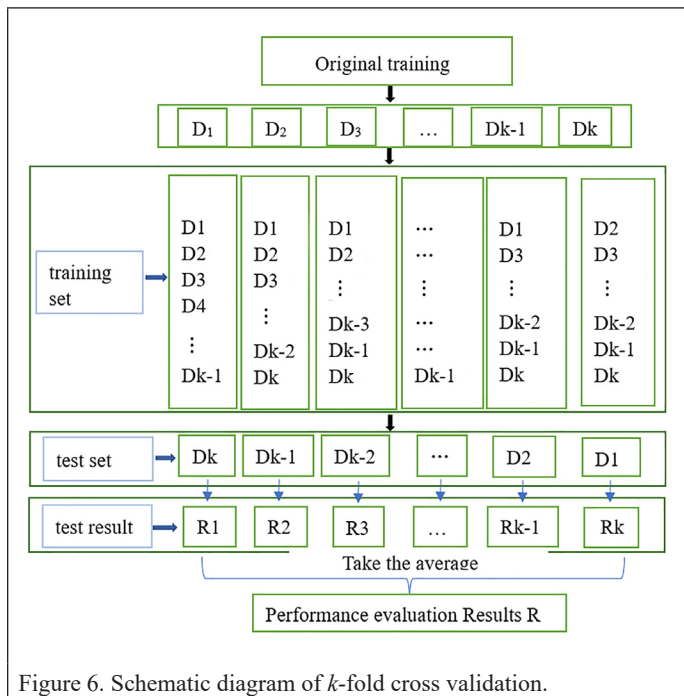 Original training
D₁ D₂ D₃ … Dk-1 Dk
training
set
D1
D2
D3
D4
⋮
Dk-1
D1
D2
D3
⋮
Dk-2
Dk
D1
D2
⋮
Dk-3
Dk-1
Dk
...
...
...
...
...
Dk-1
D1
D3
⋮
Dk-2
Dk-1
Dk
D2
D3
⋮
Dk-2
Dk-1
Dk
test set Dk Dk-1 Dk-2 ... D2 D1
test result R1 R2 R3 … Rk-1 Rk
Take the average
Performance evaluation Results R
Figure 6. Schematic diagram of k-fold cross validation.